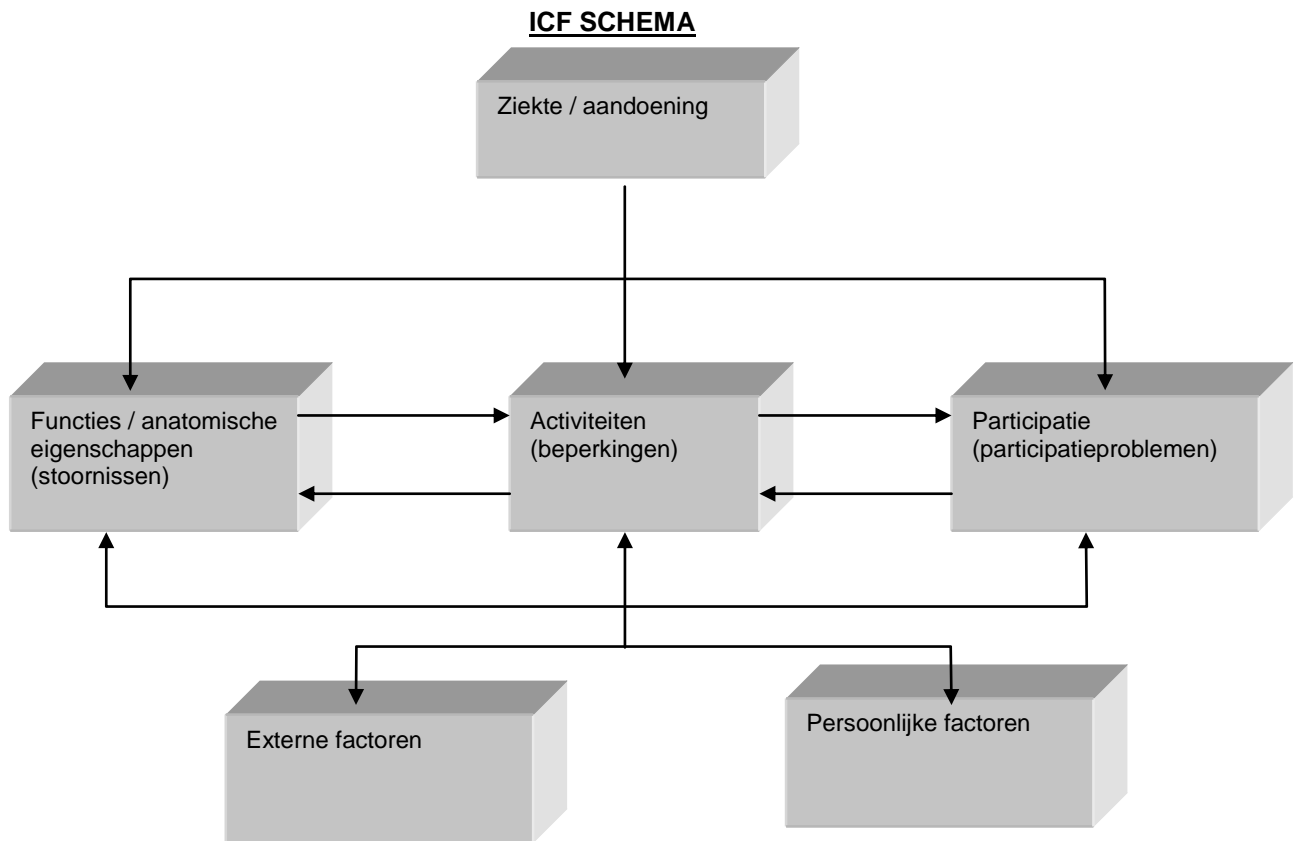 ICF SCHEMA
Ziekte / aandoening
Functies / anatomische
eigenschappen
(stoornissen)
Activiteiten
(beperkingen)
Participatie
(participatieproblemen)
Externe factoren
Persoonlijke factoren